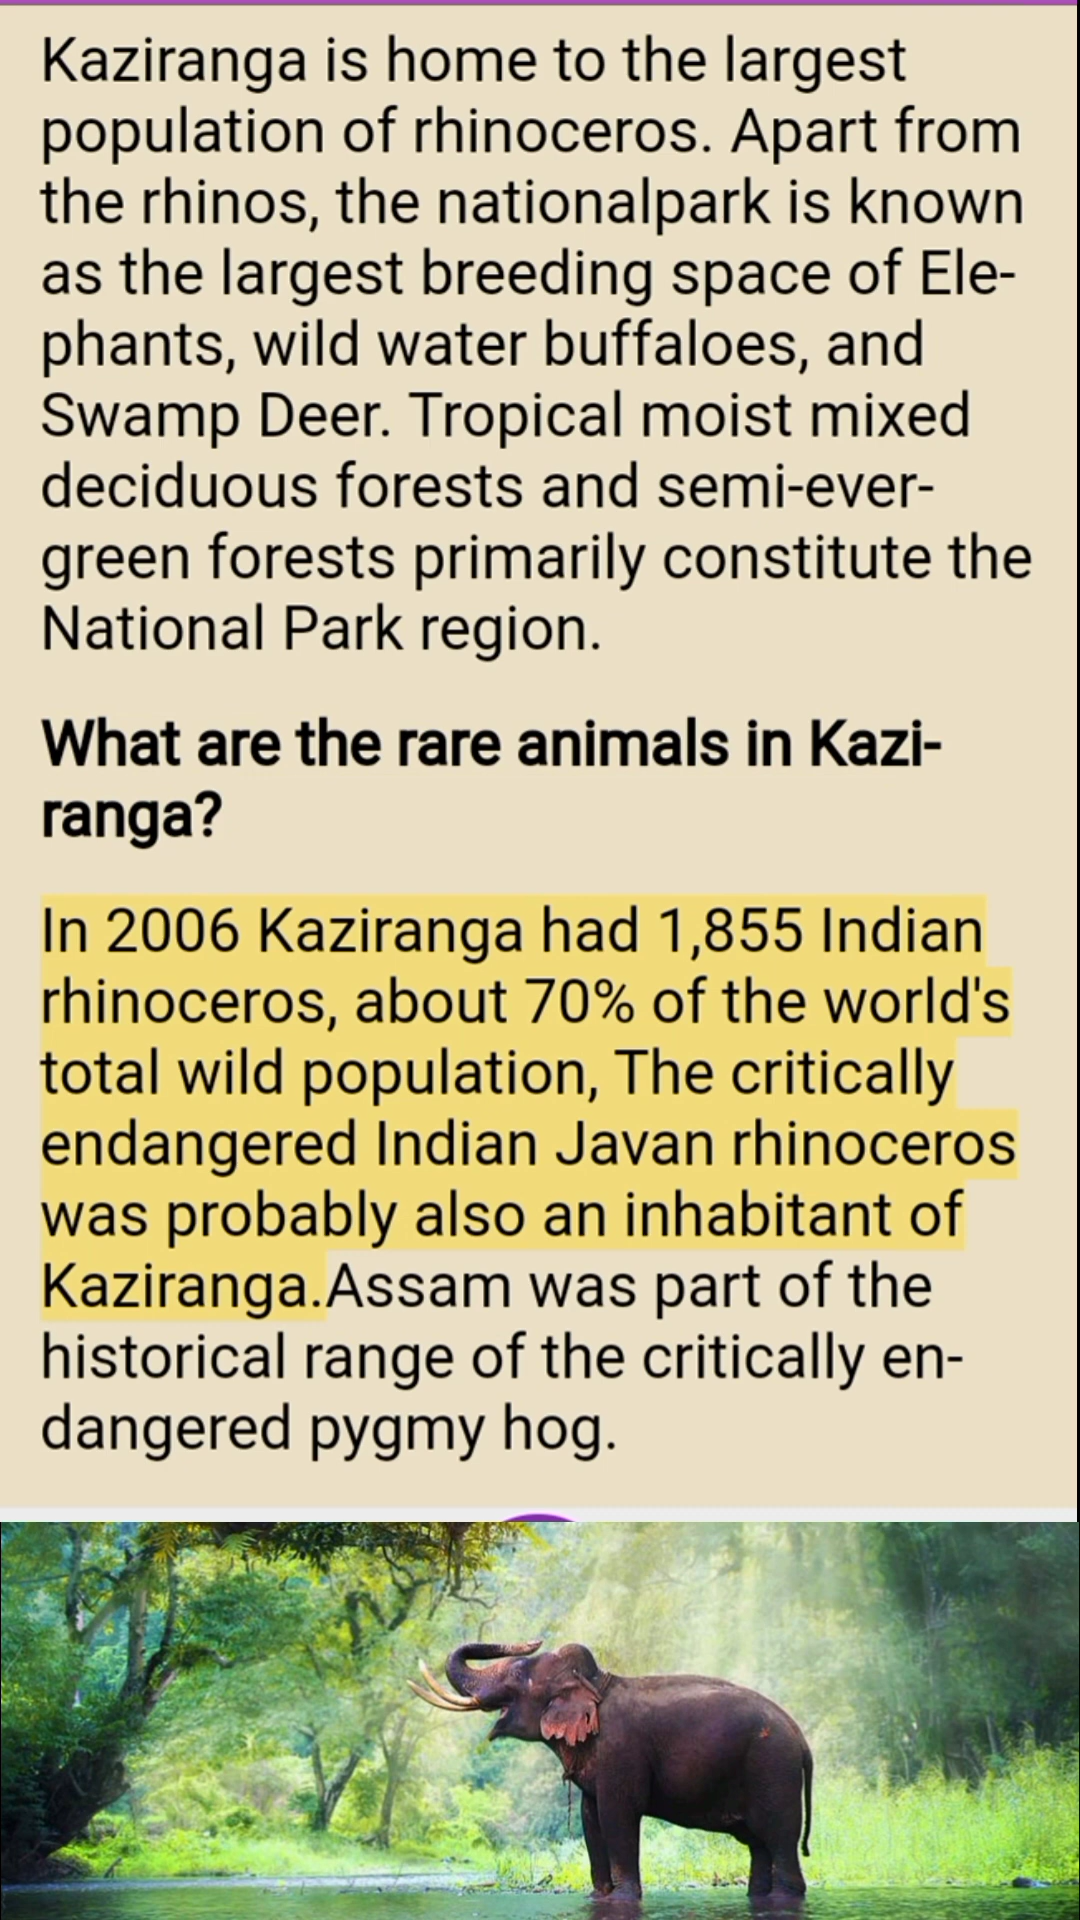 Kaziranga is home to the largest
population of rhinoceros. Apart from
the rhinos, the nationalpark is known
as the largest breeding space of Ele-
phants, wild water buffaloes, and
Swamp Deer. Tropical moist mixed
deciduous forests and semi-ever-
green forests primarily constitute the
National Park region.
What are the rare animals in Kazi-
ranga?
In 2006 Kaziranga had 1,855 Indian
rhinoceros, about 70% of the world's
total wild population, The critically
endangered Indian Javan rhinoceros
was probably also an inhabitant of
Kaziranga.Assam was part of the
historical range of the critically en-
dangered pygmy hog.